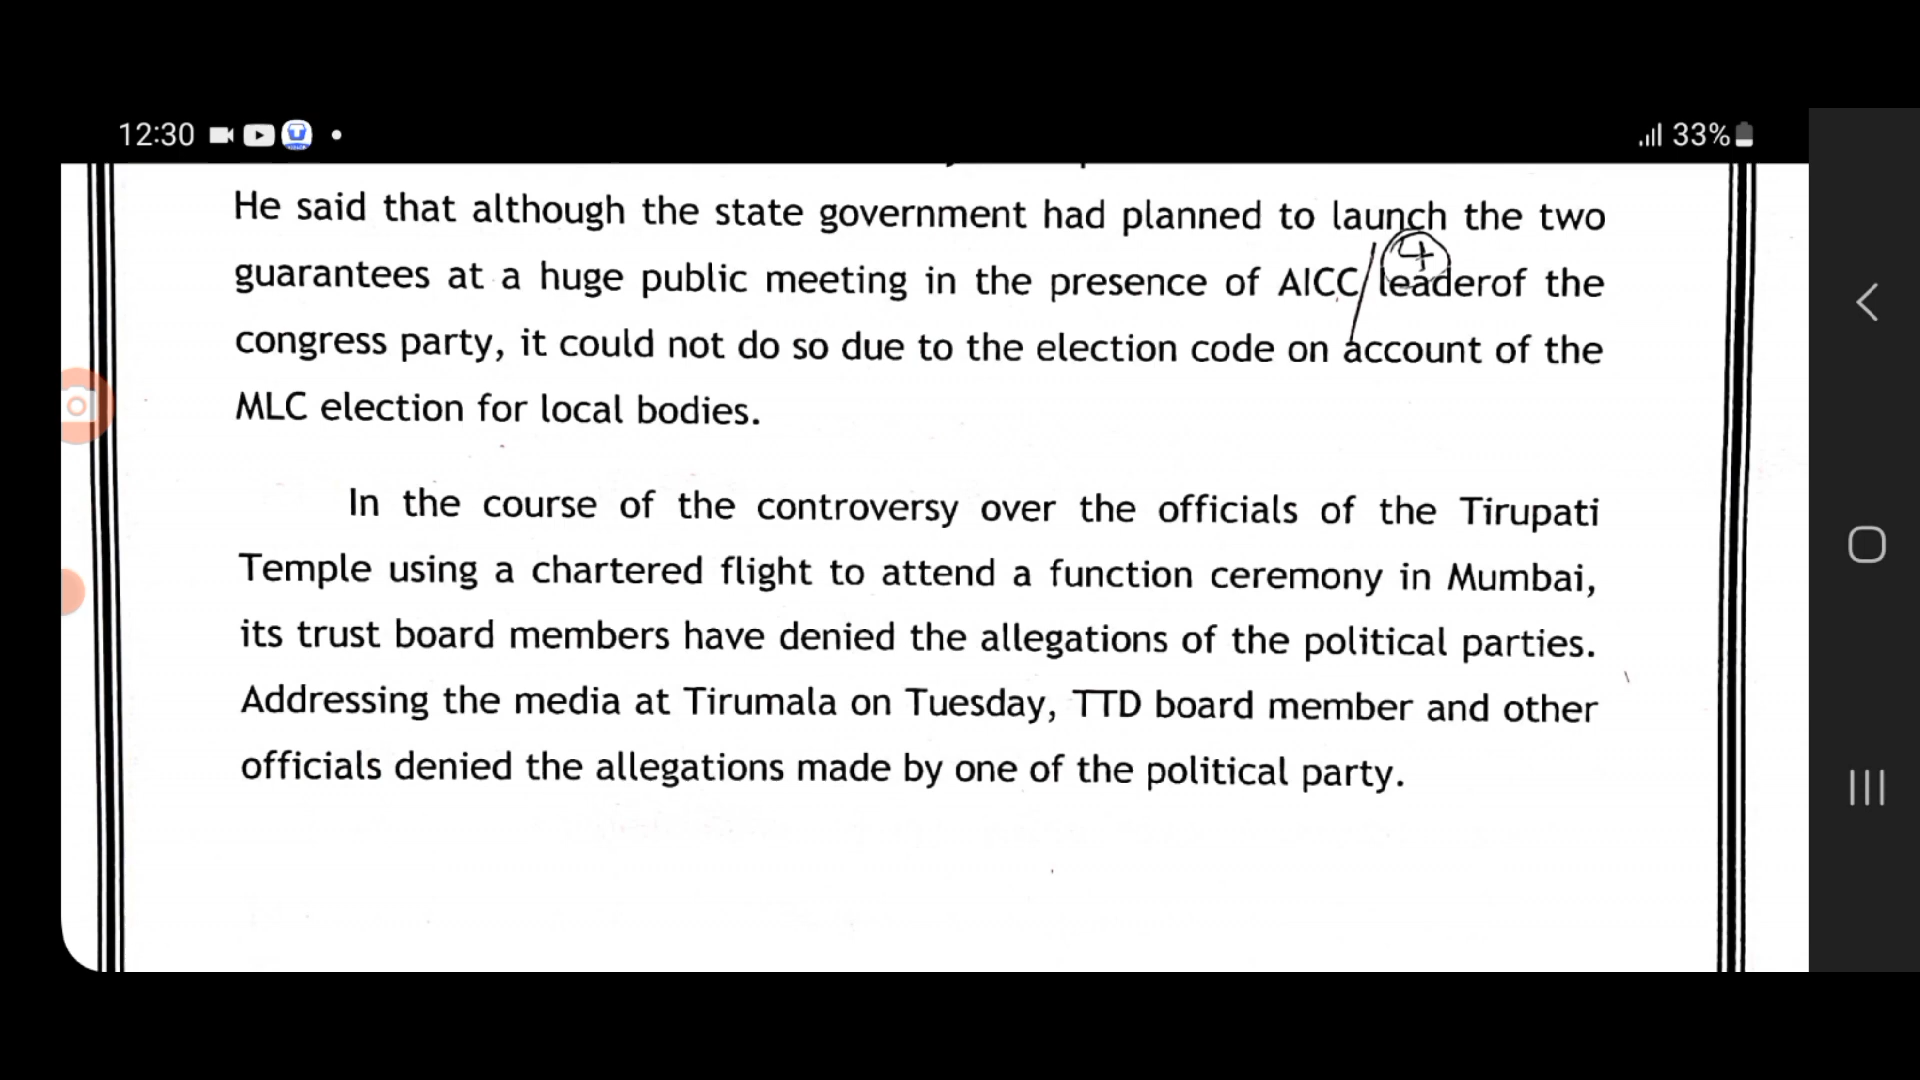 12:30
33%
He said that although the state government had planned to launch the two
4
guarantees at a huge public meeting in the presence of AICC/ leaderof the
congress party, it could not do so due to the election code on account of the
MLC election for local bodies.
In the course of the controversy over the officials of the Tirupati
Temple using a chartered flight to attend a function ceremony in Mumbai,
its trust board members have denied the allegations of the political parties.
Addressing the media at Tirumala on Tuesday, TTD board member and other
officials denied the allegations made by one of the political party.